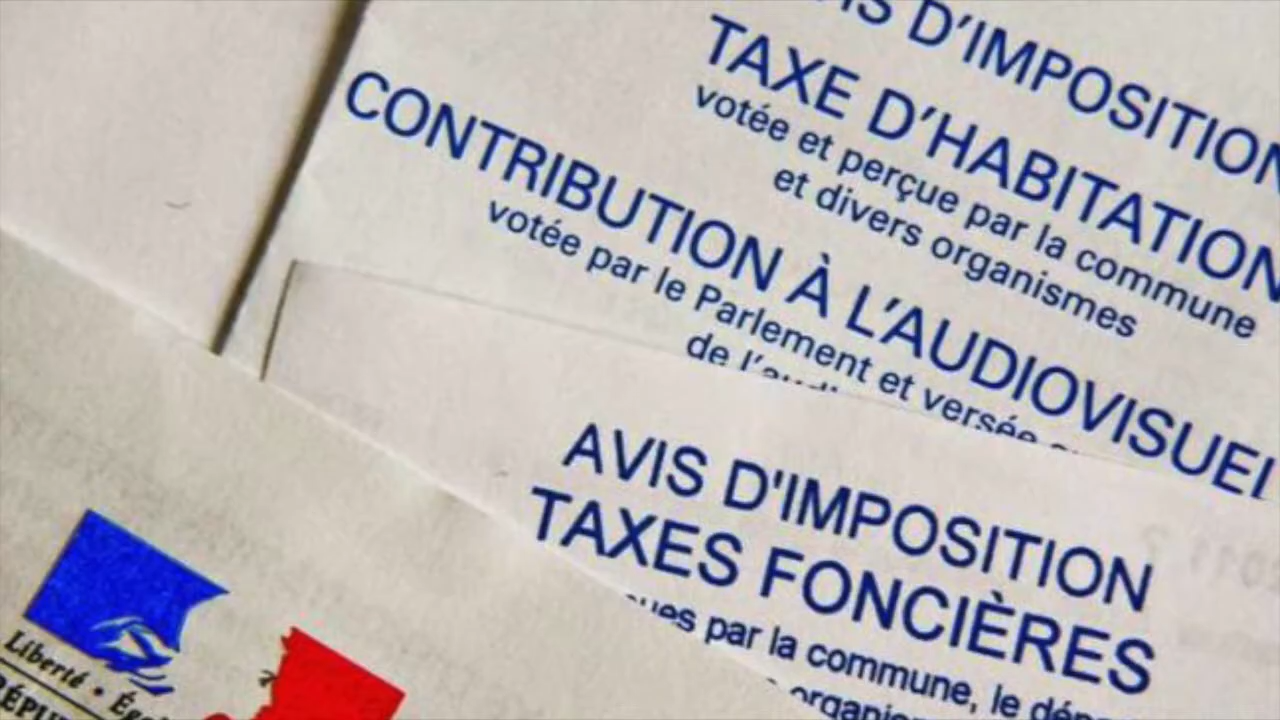 D'IMPOSITION
TAXE D'HABITATION
votée et perçue par la commune
et divers organismes
CONTRIBUTION À L'AUDIOVISUEL
votée par le Parlement et versée
de
AVIS D'IMPOSITION
TAXES FONCIÈRES
par la commune, le
Liberté •